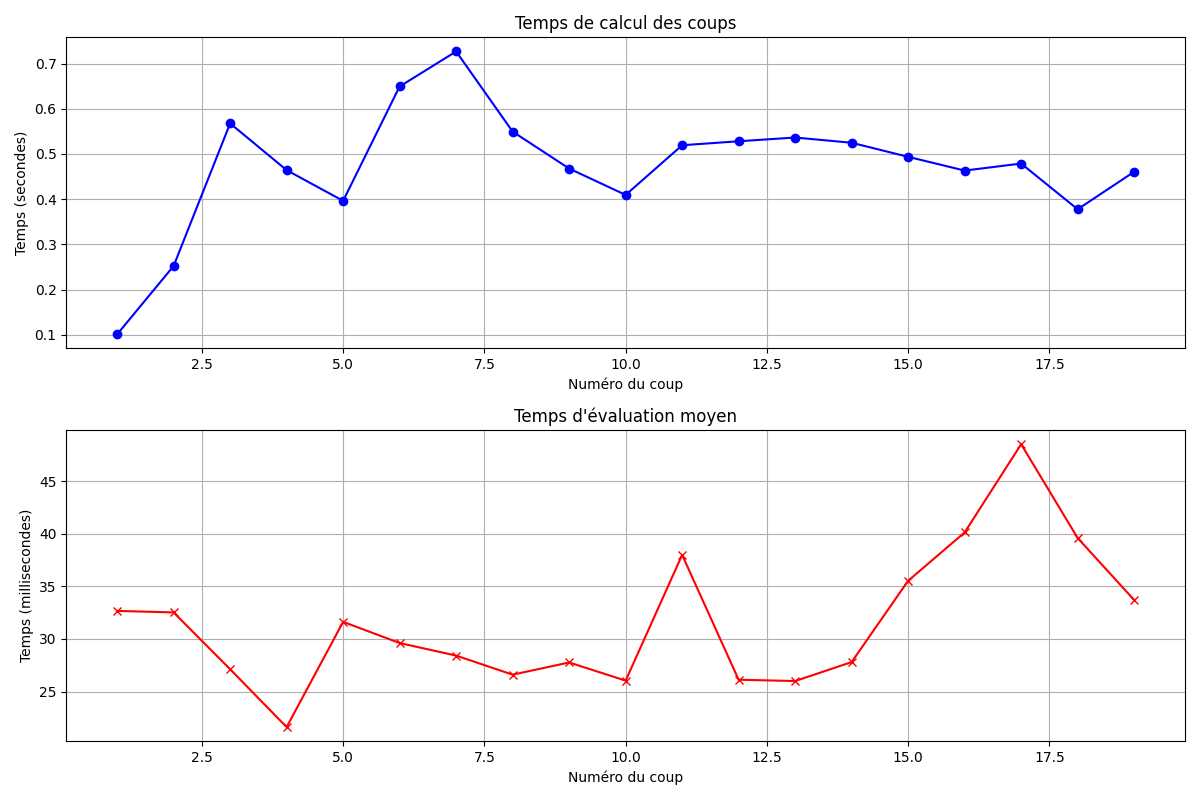 Temps de calcul des coups
Temps (secondes)
0.7
0.6
0.5
0.4
0.3
0.2
0.1
2.5 5.0 7.5 10.0 12.5 15.0 17.5
Numéro du coup
Temps d'évaluation moyen
Temps (millisecondes)
45
40
35
30
25
2.5 5.0 7.5 10.0 12.5 15.0 17.5
Numéro du coup